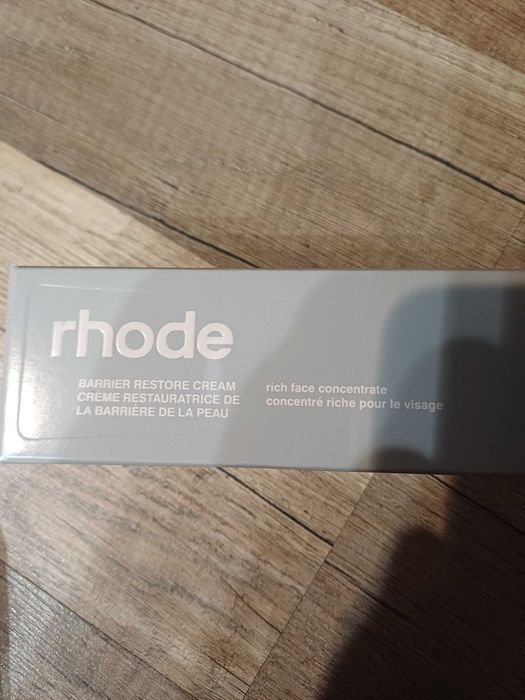 rhode
BARRIER RESTORE CREAM
CRÈME RESTAURATRICE DE
LA BARRIÈRE DE LA PEAU
rich face concentrate
concentré riche pour le visage